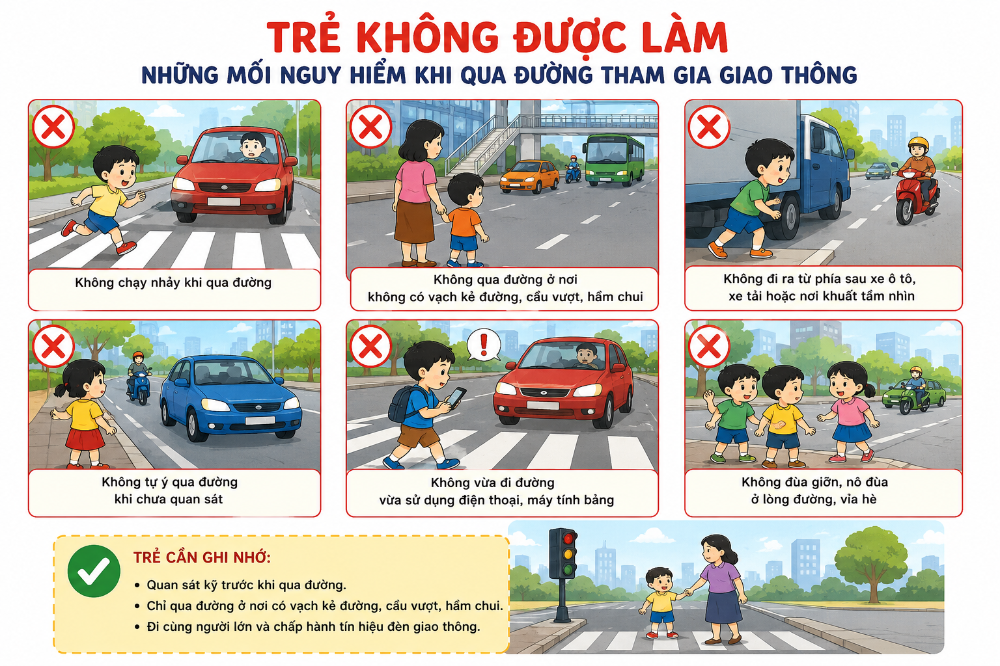 TRẺ KHÔNG ĐƯỢC LÀM
NHỮNG MỐI NGUY HIỂM KHI QUA ĐƯỜNG THAM GIA GIAO THÔNG
Không chạy nhảy khi qua đường
Không qua đường ở nơi
không có vạch kẻ đường, cầu vượt, hầm chui
Không đi ra từ phía sau xe ô tô,
xe tải hoặc nơi khuất tầm nhìn
Không tự ý qua đường
khi chưa quan sát
!
Không vừa đi đường
vừa sử dụng điện thoại, máy tính bảng
Không đùa giỡn, nô đùa
ở lòng đường, vỉa hè
TRẺ CẦN GHI NHỚ:
• Quan sát kỹ trước khi qua đường.
• Chỉ qua đường ở nơi có vạch kẻ đường, cầu vượt, hầm chui.
• Đi cùng người lớn và chấp hành tín hiệu đèn giao thông.